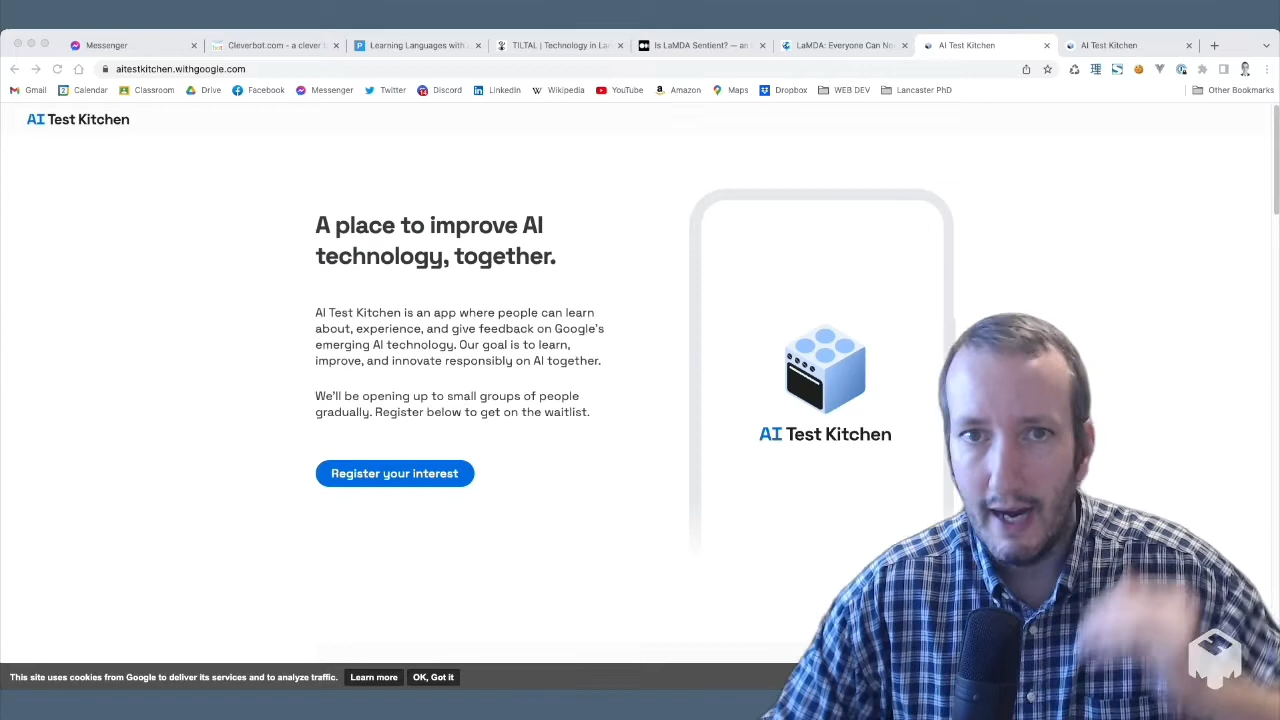 Messenger
Cleverbot.com - a clever b
Learning Languages with
TILTAL | Technology in Lan
Is LaMDA Sentient? — an I
LaMDA: Everyone Can No
AI Test Kitchen
AI Test Kitchen
aitestkitchen.withgoogle.com
Gmail
Calendar
Classroom
Drive
Facebook
Messenger
Twitter
Discord
LinkedIn
Wikipedia
YouTube
Amazon
Maps
Dropbox
WEB DEV
Lancaster PhD
Other Bookmarks
AI Test Kitchen
A place to improve AI
technology, together.
AI Test Kitchen is an app where people can learn
about, experience, and give feedback on Google's
emerging AI technology. Our goal is to learn,
improve, and innovate responsibly on AI together.
We'll be opening up to small groups of people
gradually. Register below to get on the waitlist.
Register your interest
AI Test Kitchen
This site uses cookies from Google to deliver its services and to analyze traffic.
Learn more
OK, Got it